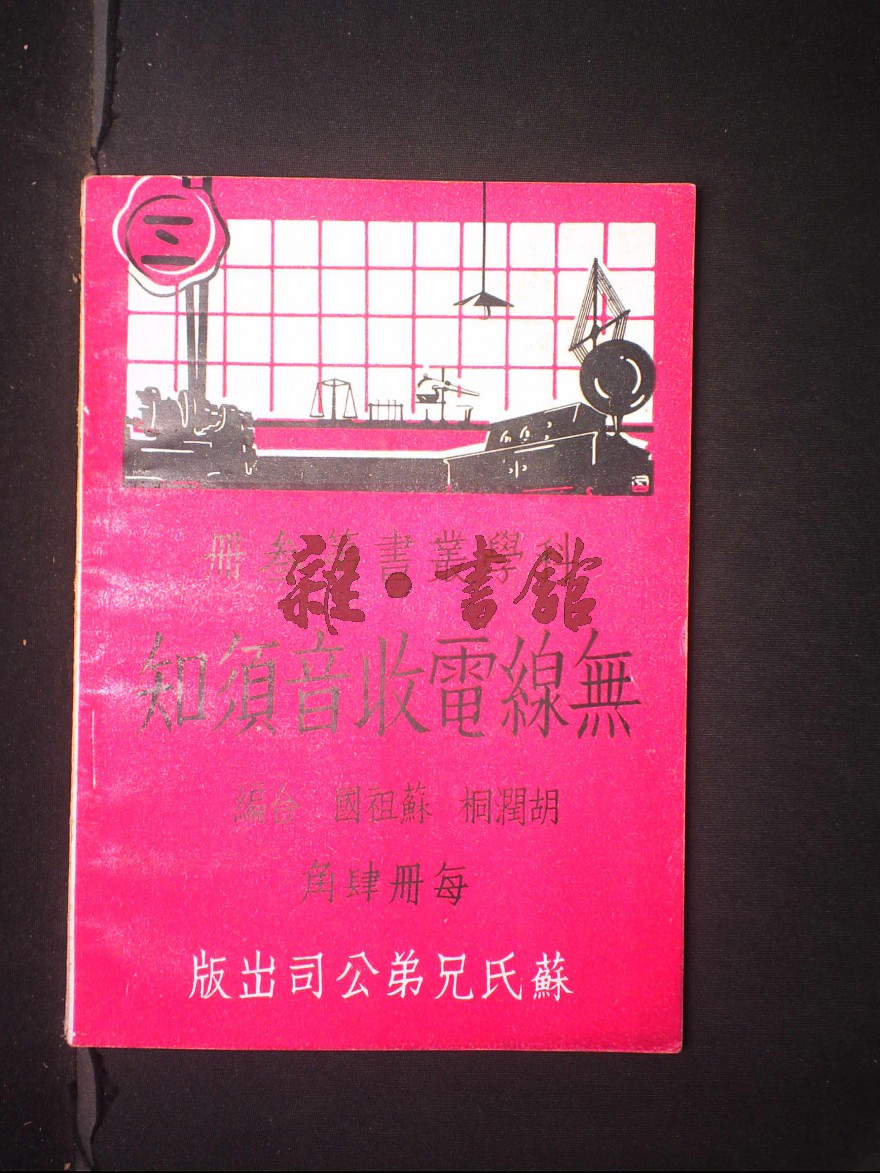 科學叢書第叁冊
雜·書館
無線電收音須知
胡潤桐 蘇祖國 合編
每冊肆角
蘇氏兄弟公司出版